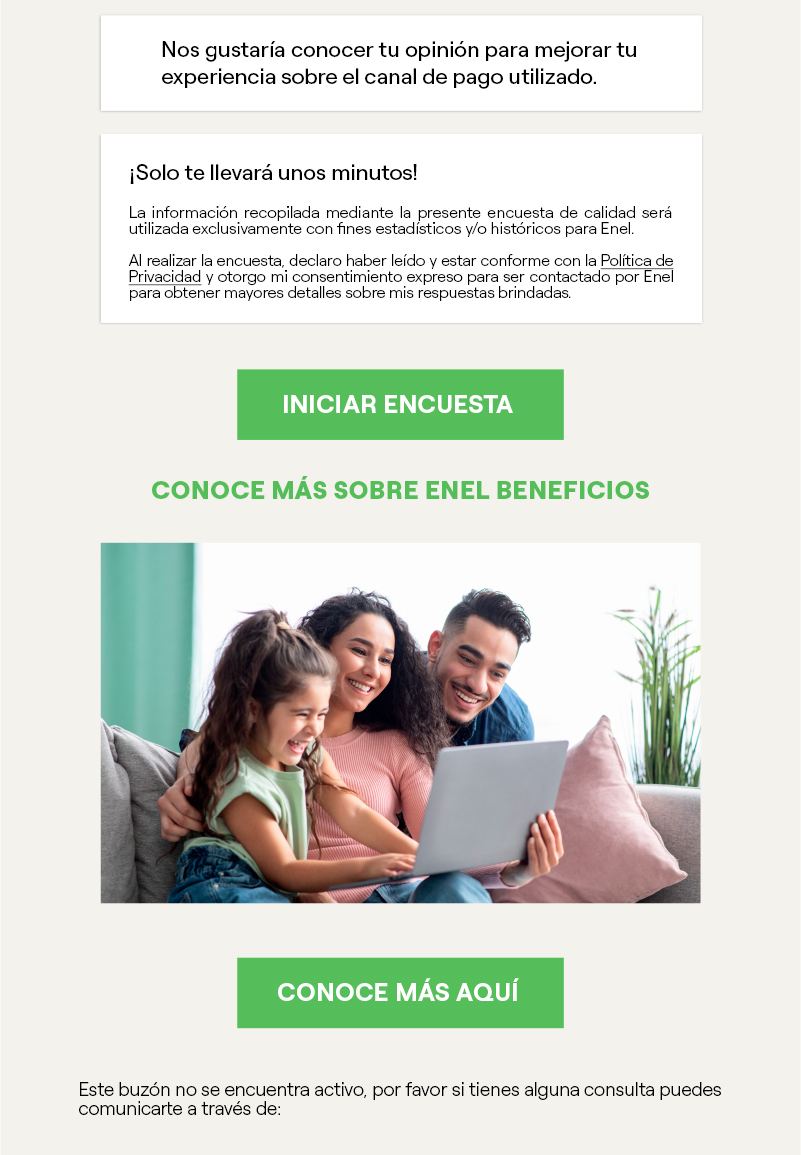 Nos gustaría conocer tu opinión para mejorar tu
experiencia sobre el canal de pago utilizado.
¡Solo te llevará unos minutos!
La información recopilada mediante la presente encuesta de calidad será
utilizada exclusivamente con fines estadísticos y/o históricos para Enel.
Al realizar la encuesta, declaro haber leído y estar conforme con la Política de
Privacidad y otorgo mi consentimiento expreso para ser contactado por Enel
para obtener mayores detalles sobre mis respuestas brindadas.
INICIAR ENCUESTA
CONOCE MÁS SOBRE ENEL BENEFICIOS
CONOCE MÁS AQUÍ
Este buzón no se encuentra activo, por favor si tienes alguna consulta puedes
comunicarte a través de: